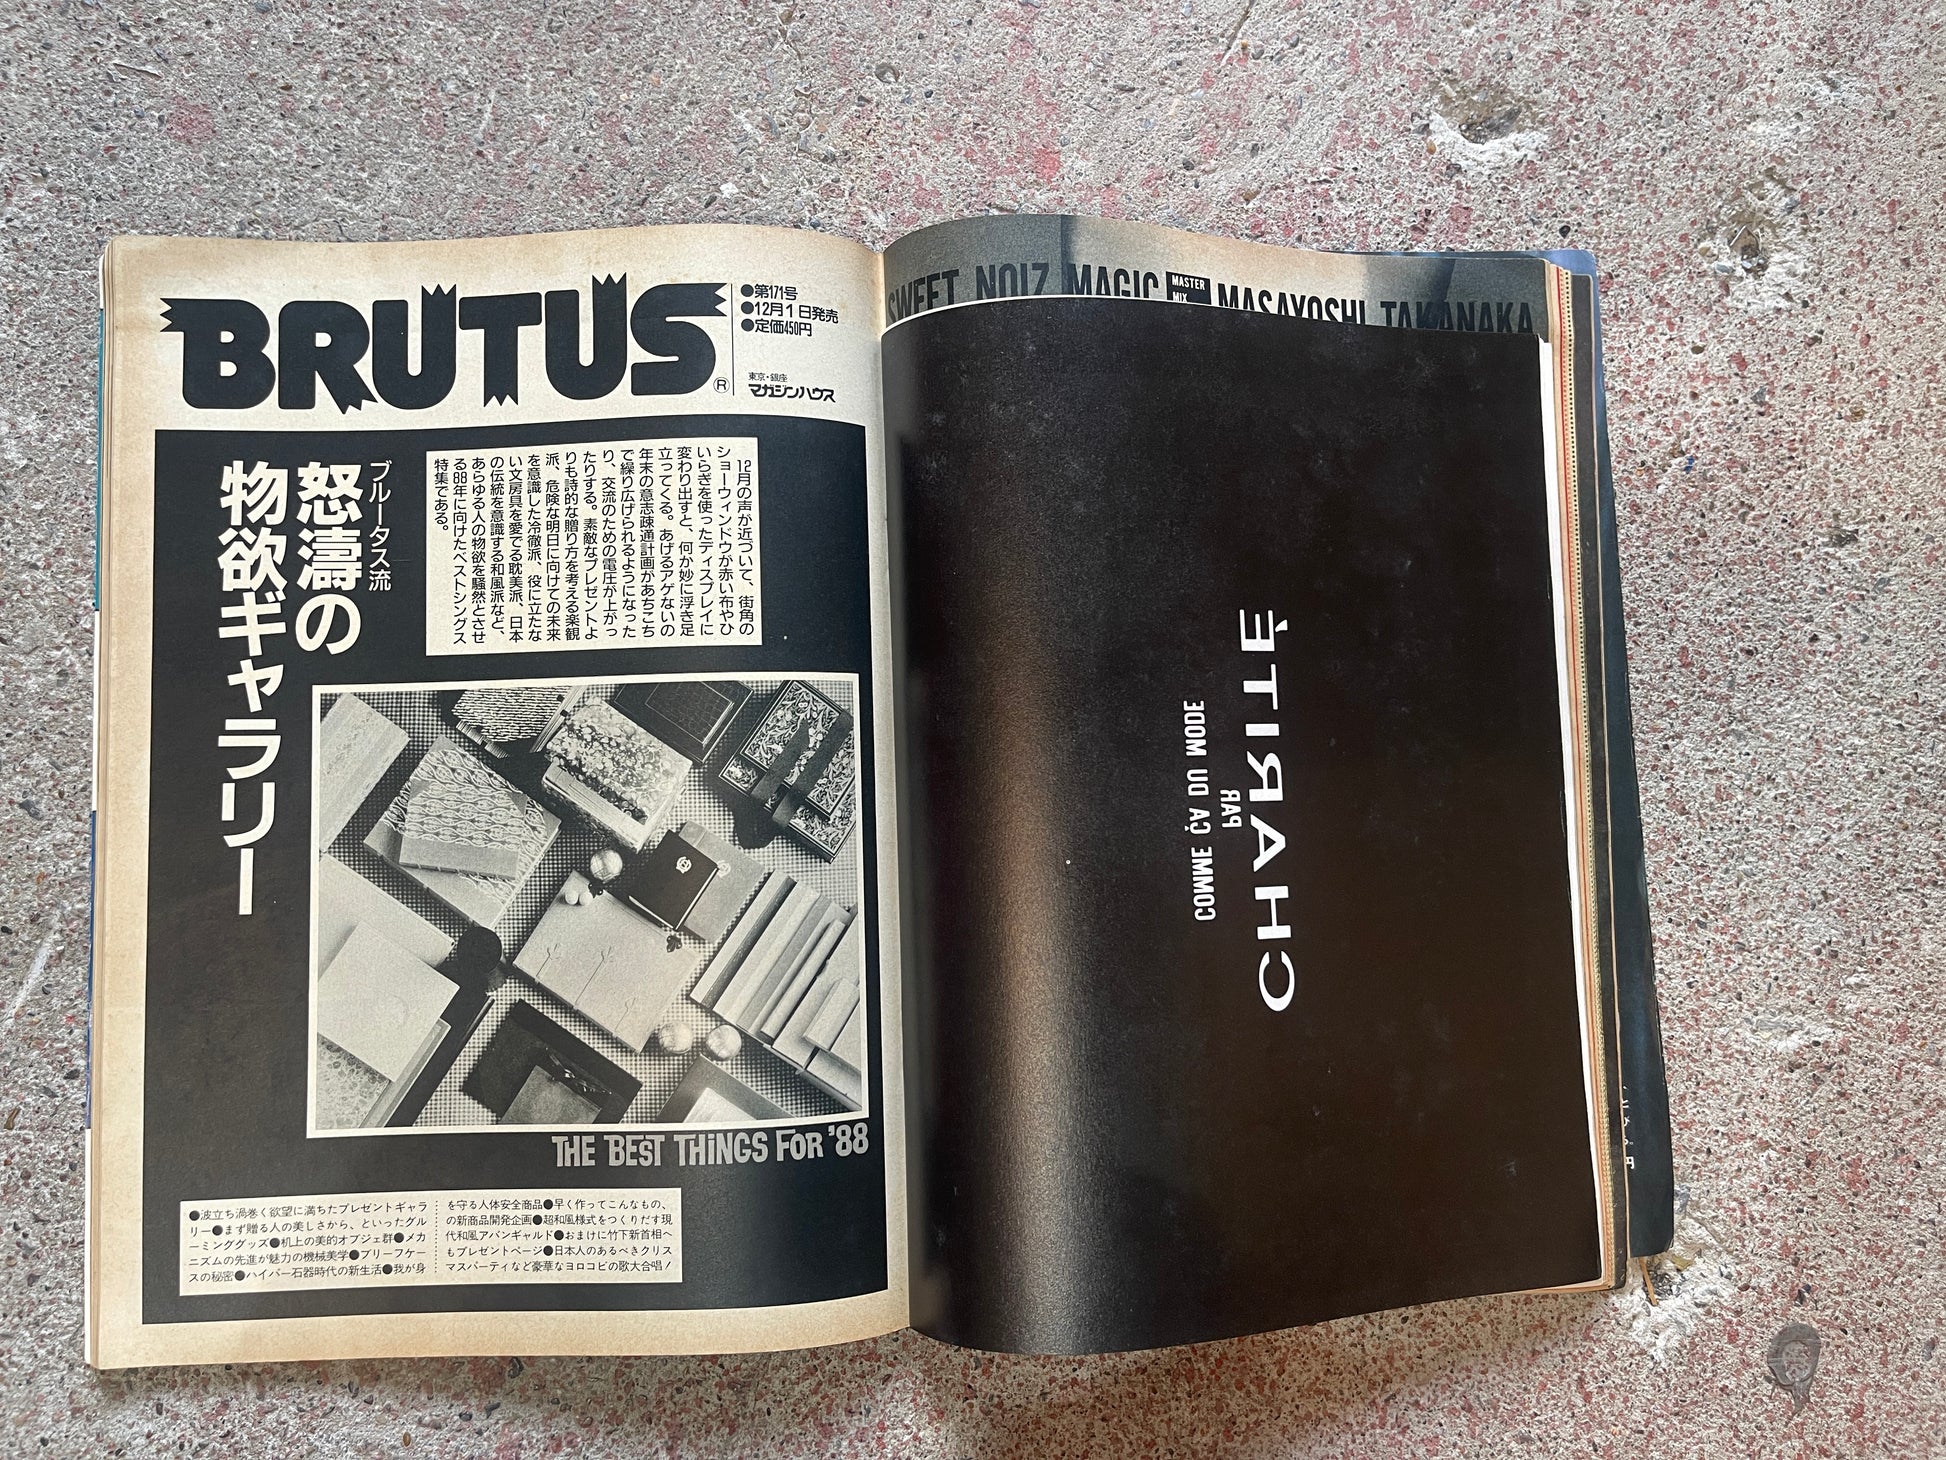 BRUTUS
®
●第171号
●12月1日発売
●定価450円
東京・銀座
マガジンハウス
ブルータス流
怒濤の
物欲ギャラリー
12月の声が近づいて、街角の
ショーウィンドウが赤い布やひ
いらぎを使ったディスプレイに
変わり出すと、何か妙に浮き足
立ってくる。あげるアゲないの
年末の意志疎通計画があちこち
で繰り広げられるようになった
り、交流のための電圧が上がっ
たりする。素敵なプレゼントよ
りも詩的な贈り方を考える楽観
派、危険な明日に向けての未来
を意識した冷徹派、役に立たな
い文房具を愛でる耽美派、日本
の伝統を意識する和風派など、
あらゆる人の物欲を騒然とさせ
る88年に向けたベストシングス
特集である。
THE BEST THINGS FOR '88
●波立ち渦巻く欲望に満ちたプレゼントギャラ
リー●まず贈る人の美しさから、といったグル
ーミンググッズ●机上の美的オブジェ群●メカ
ニズムの先進が魅力の機械美学●ブリーフケー
スの秘密●ハイパー石器時代の新生活●我が身
を守る人体安全商品●早く作ってこんなもの、
の新商品開発企画●超和風様式をつくりだす現
代和風アバンギャルド●おまけに竹下新首相へ
もプレゼントページ●日本人のあるべきクリス
マスパーティなど豪華なヨロコビの歌大合唱!
SWEET NOIZ MAGIC MASTER MIX MASAYOSHI TAKANAKA
CHARITÉ
PAR
COMME ÇA DU MODE
円